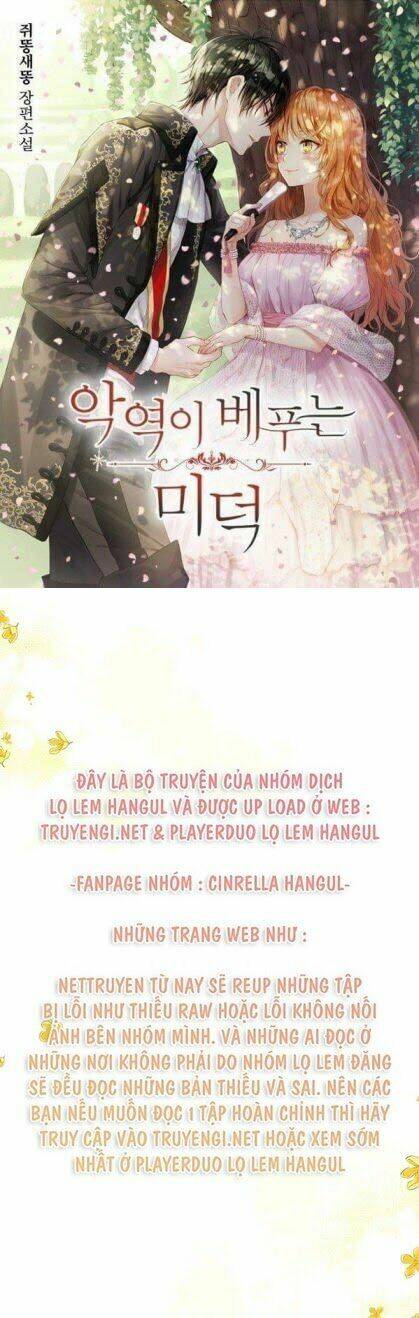 쥐똥새똥 장편소설
악역이 베푸는
미덕
ĐÂY LÀ BỘ TRUYỆN CỦA NHÓM DỊCH
LỌ LEM HANGUL VÀ ĐƯỢC UP LOAD Ở WEB :
TRUYENGI.NET & PLAYERDUO LỌ LEM HANGUL
-FANPAGE NHÓM : CINRELLA HANGUL-
NHỮNG TRANG WEB NHƯ :
NETTRUYEN TỪ NAY SẼ REUP NHỮNG TẬP
BỊ LỖI NHƯ THIẾU RAW HOẶC LỖI KHÔNG NỐI
ẢNH BÊN NHÓM MÌNH. VÀ NHỮNG AI ĐỌC Ở
NHỮNG NƠI KHÔNG PHẢI DO NHÓM LỌ LEM ĐĂNG
SẼ ĐỀU ĐỌC NHỮNG BẢN THIẾU VÀ SAI. NÊN CÁC
BẠN NẾU MUỐN ĐỌC 1 TẬP HOÀN CHỈNH THÌ HÃY
TRUY CẬP VÀO TRUYENGI.NET HOẶC XEM SỚM
NHẤT Ở PLAYERDUO LỌ LEM HANGUL